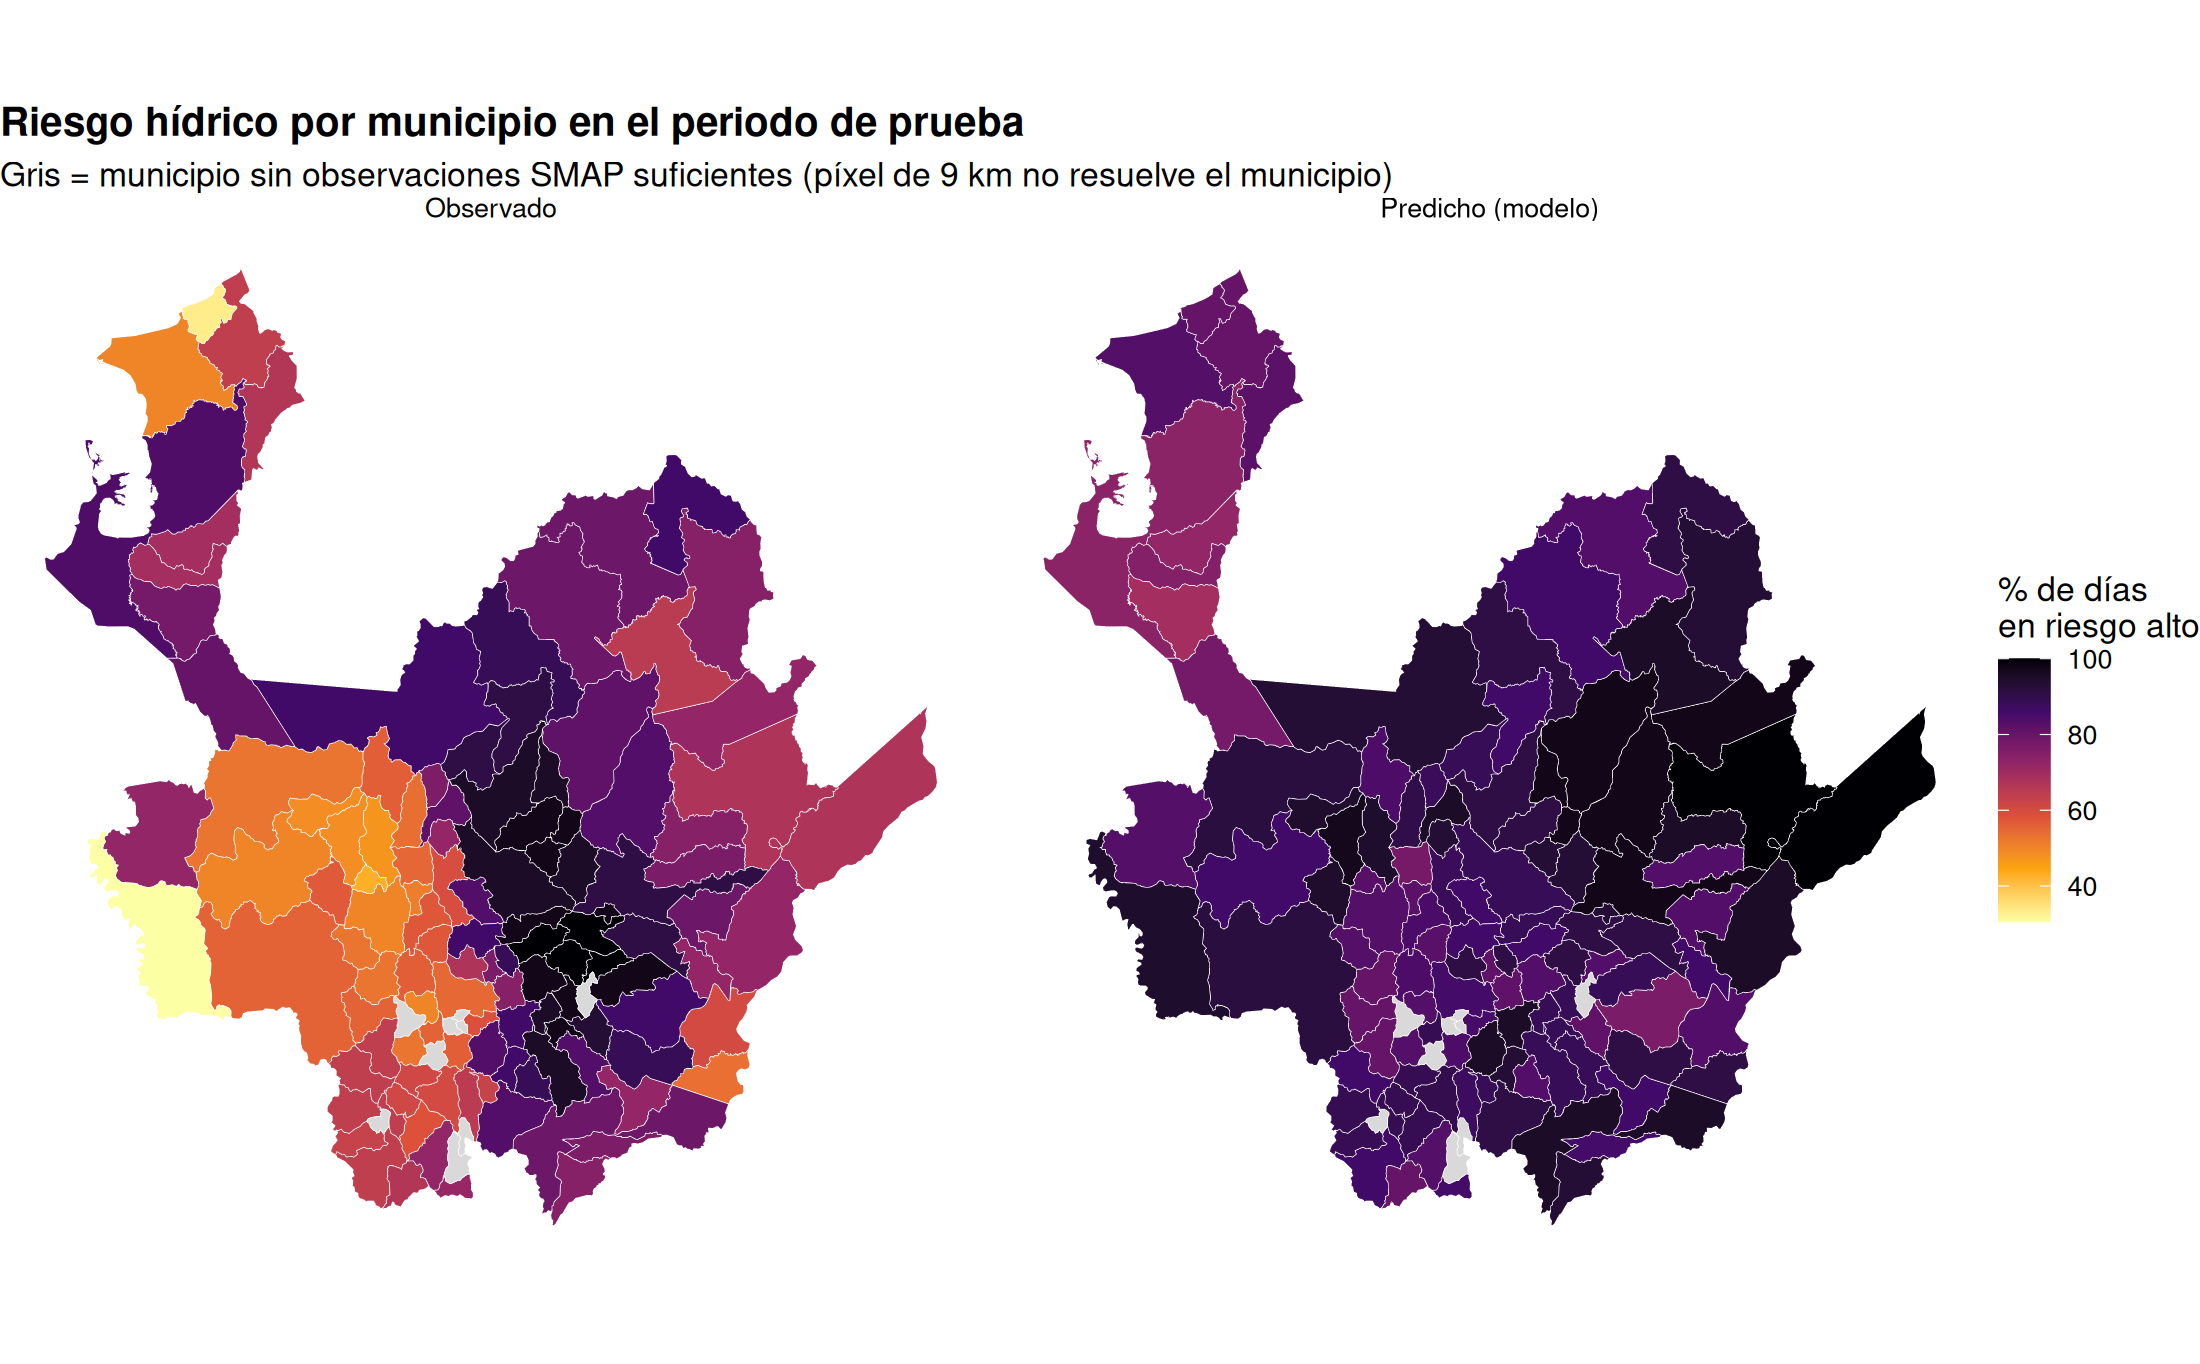 Riesgo hídrico por municipio en el periodo de prueba
Gris = municipio sin observaciones SMAP suficientes (píxel de 9 km no resuelve el municipio)
Observado
Predicho (modelo)
% de días
en riesgo alto
100
80
60
40